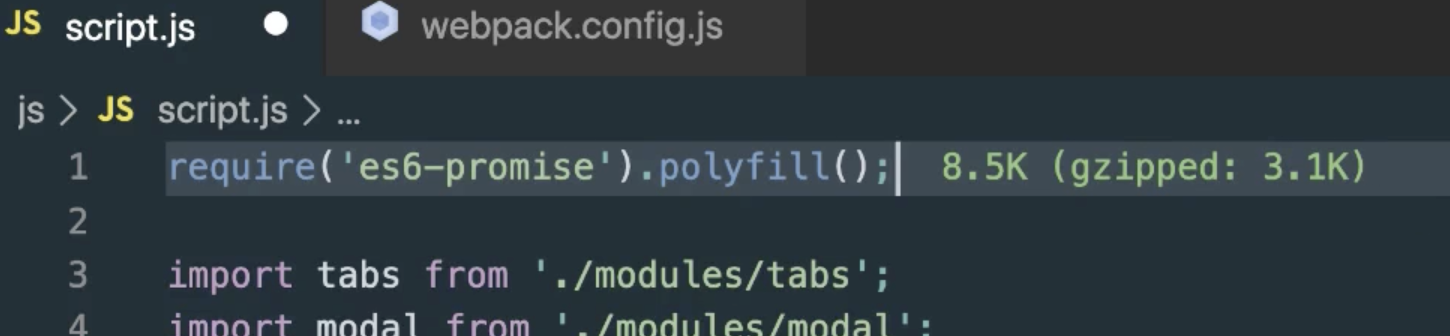 JS script.js webpack.config.js
js > JS script.js > ...
1 require('es6-promise').polyfill(); 8.5K (gzipped: 3.1K)
2
3 import tabs from './modules/tabs';
4 import modal from './modules/modal';